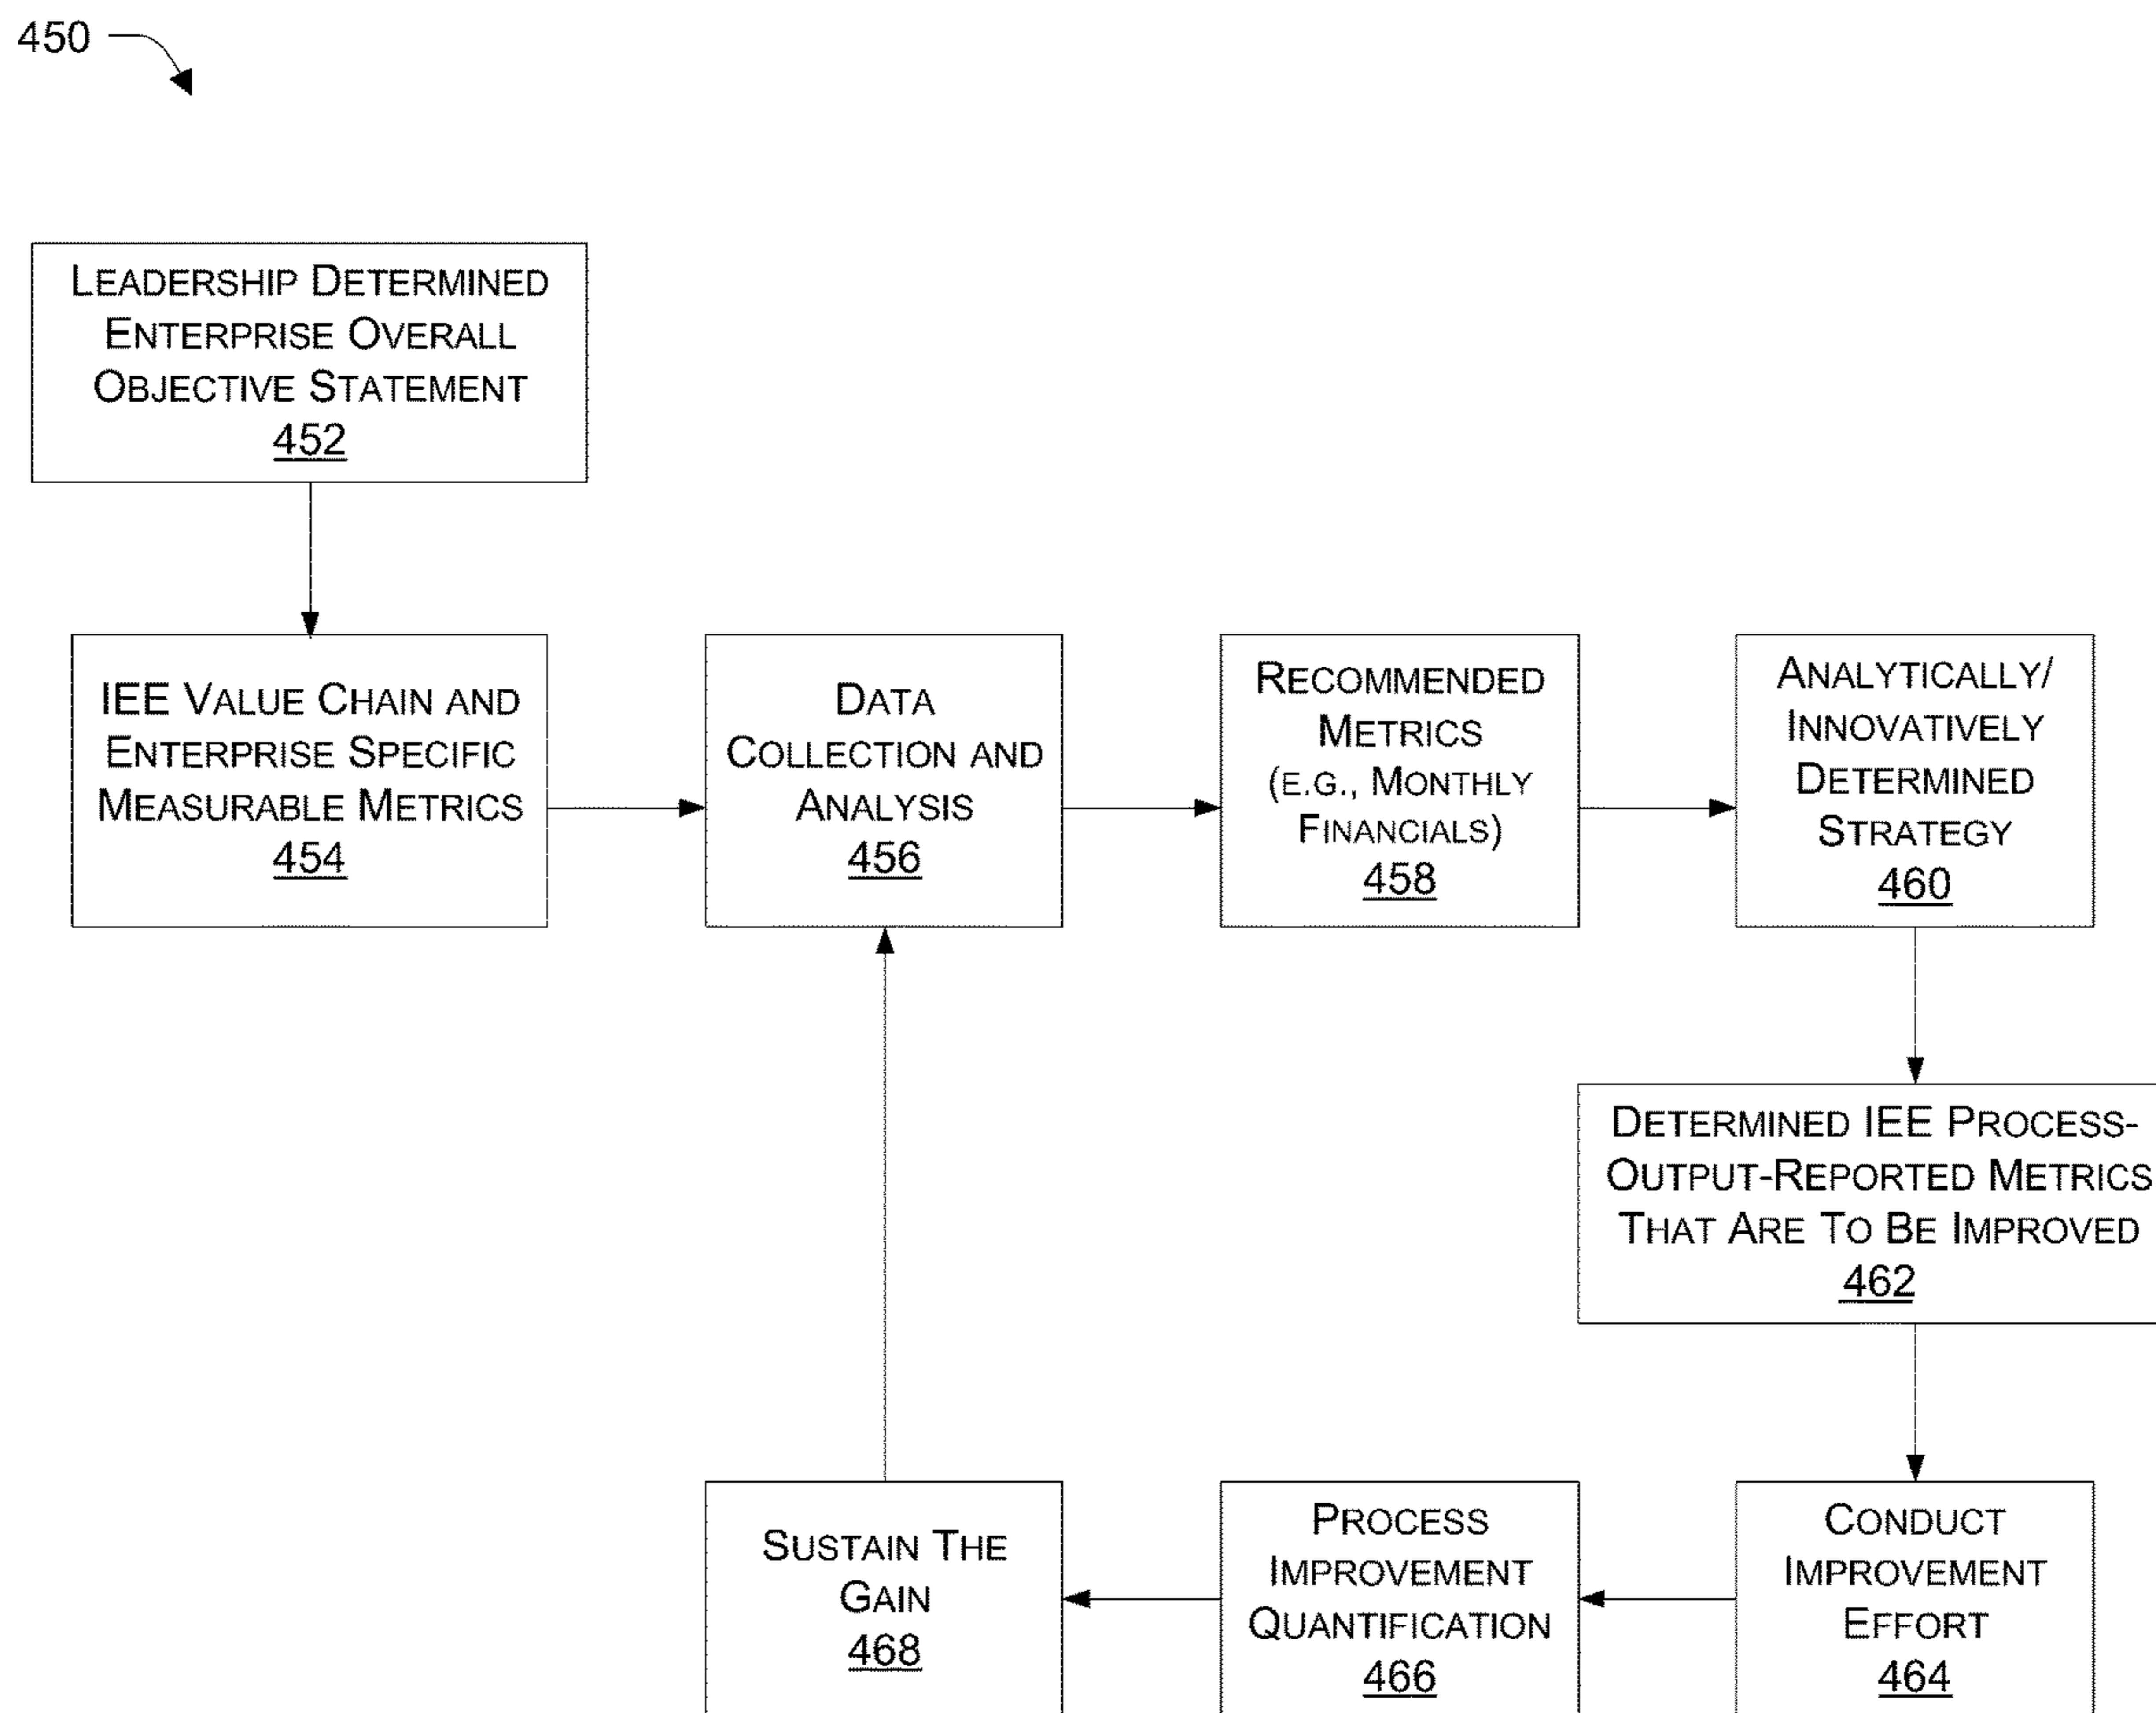 450
LEADERSHIP DETERMINED
ENTERPRISE OVERALL
OBJECTIVE STATEMENT
452
IEE VALUE CHAIN AND
ENTERPRISE SPECIFIC
MEASURABLE METRICS
454
DATA
COLLECTION AND
ANALYSIS
456
RECOMMENDED
METRICS
(E.G., MONTHLY
FINANCIALS)
458
ANALYTICALLY/
INNOVATIVELY
DETERMINED
STRATEGY
460
DETERMINED IEE PROCESS-
OUTPUT-REPORTED METRICS
THAT ARE TO BE IMPROVED
462
CONDUCT
IMPROVEMENT
EFFORT
464
PROCESS
IMPROVEMENT
QUANTIFICATION
466
SUSTAIN THE
GAIN
468